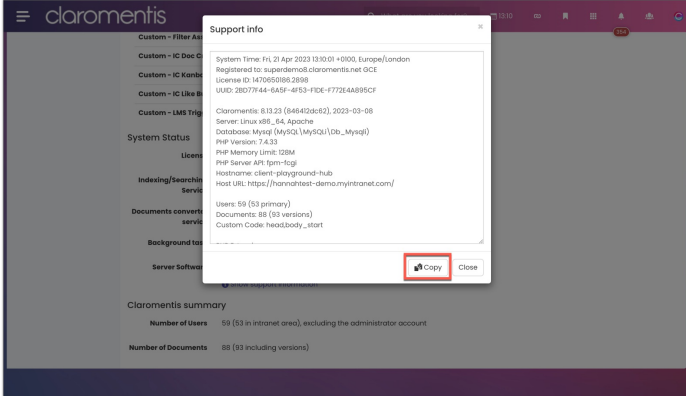 claromentis
13:10
394
Custom - Filter Ass
Custom - IC Doc C
Custom - IC Kanb
Custom - IC Like B
Custom - LMS Trig
System Status
Licens
Indexing/Searchin
Servic
Documents converte
servic
Background tas
Server Softwar
Support info
×
System Time: Fri, 21 Apr 2023 13:10:01 +0100, Europe/London
Registered to: superdemo8.claromentis.net GCE
License ID: 1470650186.2898
UUID: 2BD77F44-6A5F-4F53-F1DE-F772E4A895CF
Claromentis: 8.13.23 (846412dc62), 2023-03-08
Server: Linux x86_64, Apache
Database: Mysql (MySQL\MySQLi\Db_Mysqli)
PHP Version: 7.4.33
PHP Memory Limit: 128M
PHP Server API: fpm-fcgi
Hostname: client-playground-hub
Host URL: https://hannahtest-demo.myintranet.com/
Users: 59 (53 primary)
Documents: 88 (93 versions)
Custom Code: head,body_start
Copy
Close
Show support information
Claromentis summary
Number of Users 59 (53 in intranet area), excluding the administrator account
Number of Documents 88 (93 including versions)